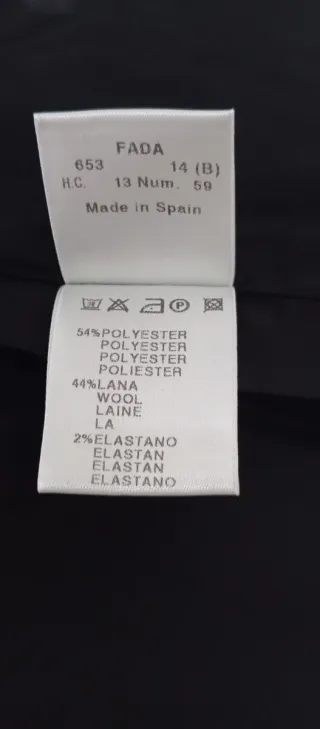 FADA
653 14 (B)
H.C. 13 Num. 59
Made in Spain
P
54%POLYESTER
POLYESTER
POLYESTER
POLIESTER
44%LANA
WOOL
LAINE
LA
2%ELASTANO
ELASTAN
ELASTAN
ELASTANO